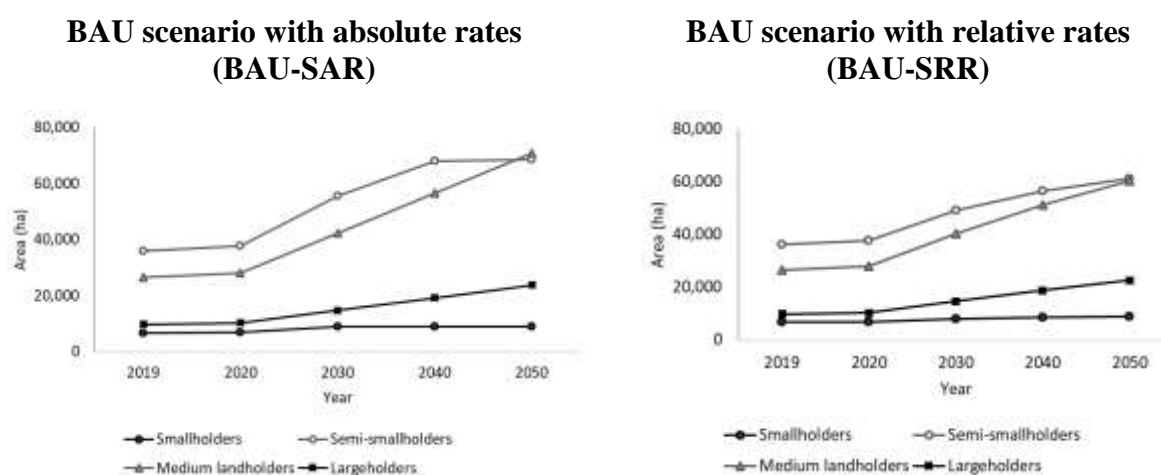 BAU scenario with absolute rates
(BAU-SAR)
80,000
60,000
40,000
20,000
0
Area (ha)
2019 2020 2030 2040 2050
Year
Smallholders Semi-smallholders
Medium landholders Largeholders
BAU scenario with relative rates
(BAU-SRR)
80,000
60,000
40,000
20,000
0
Area (ha)
2019 2020 2030 2040 2050
Year
Smallholders Semi-smallholders
Medium landholders Largeholders